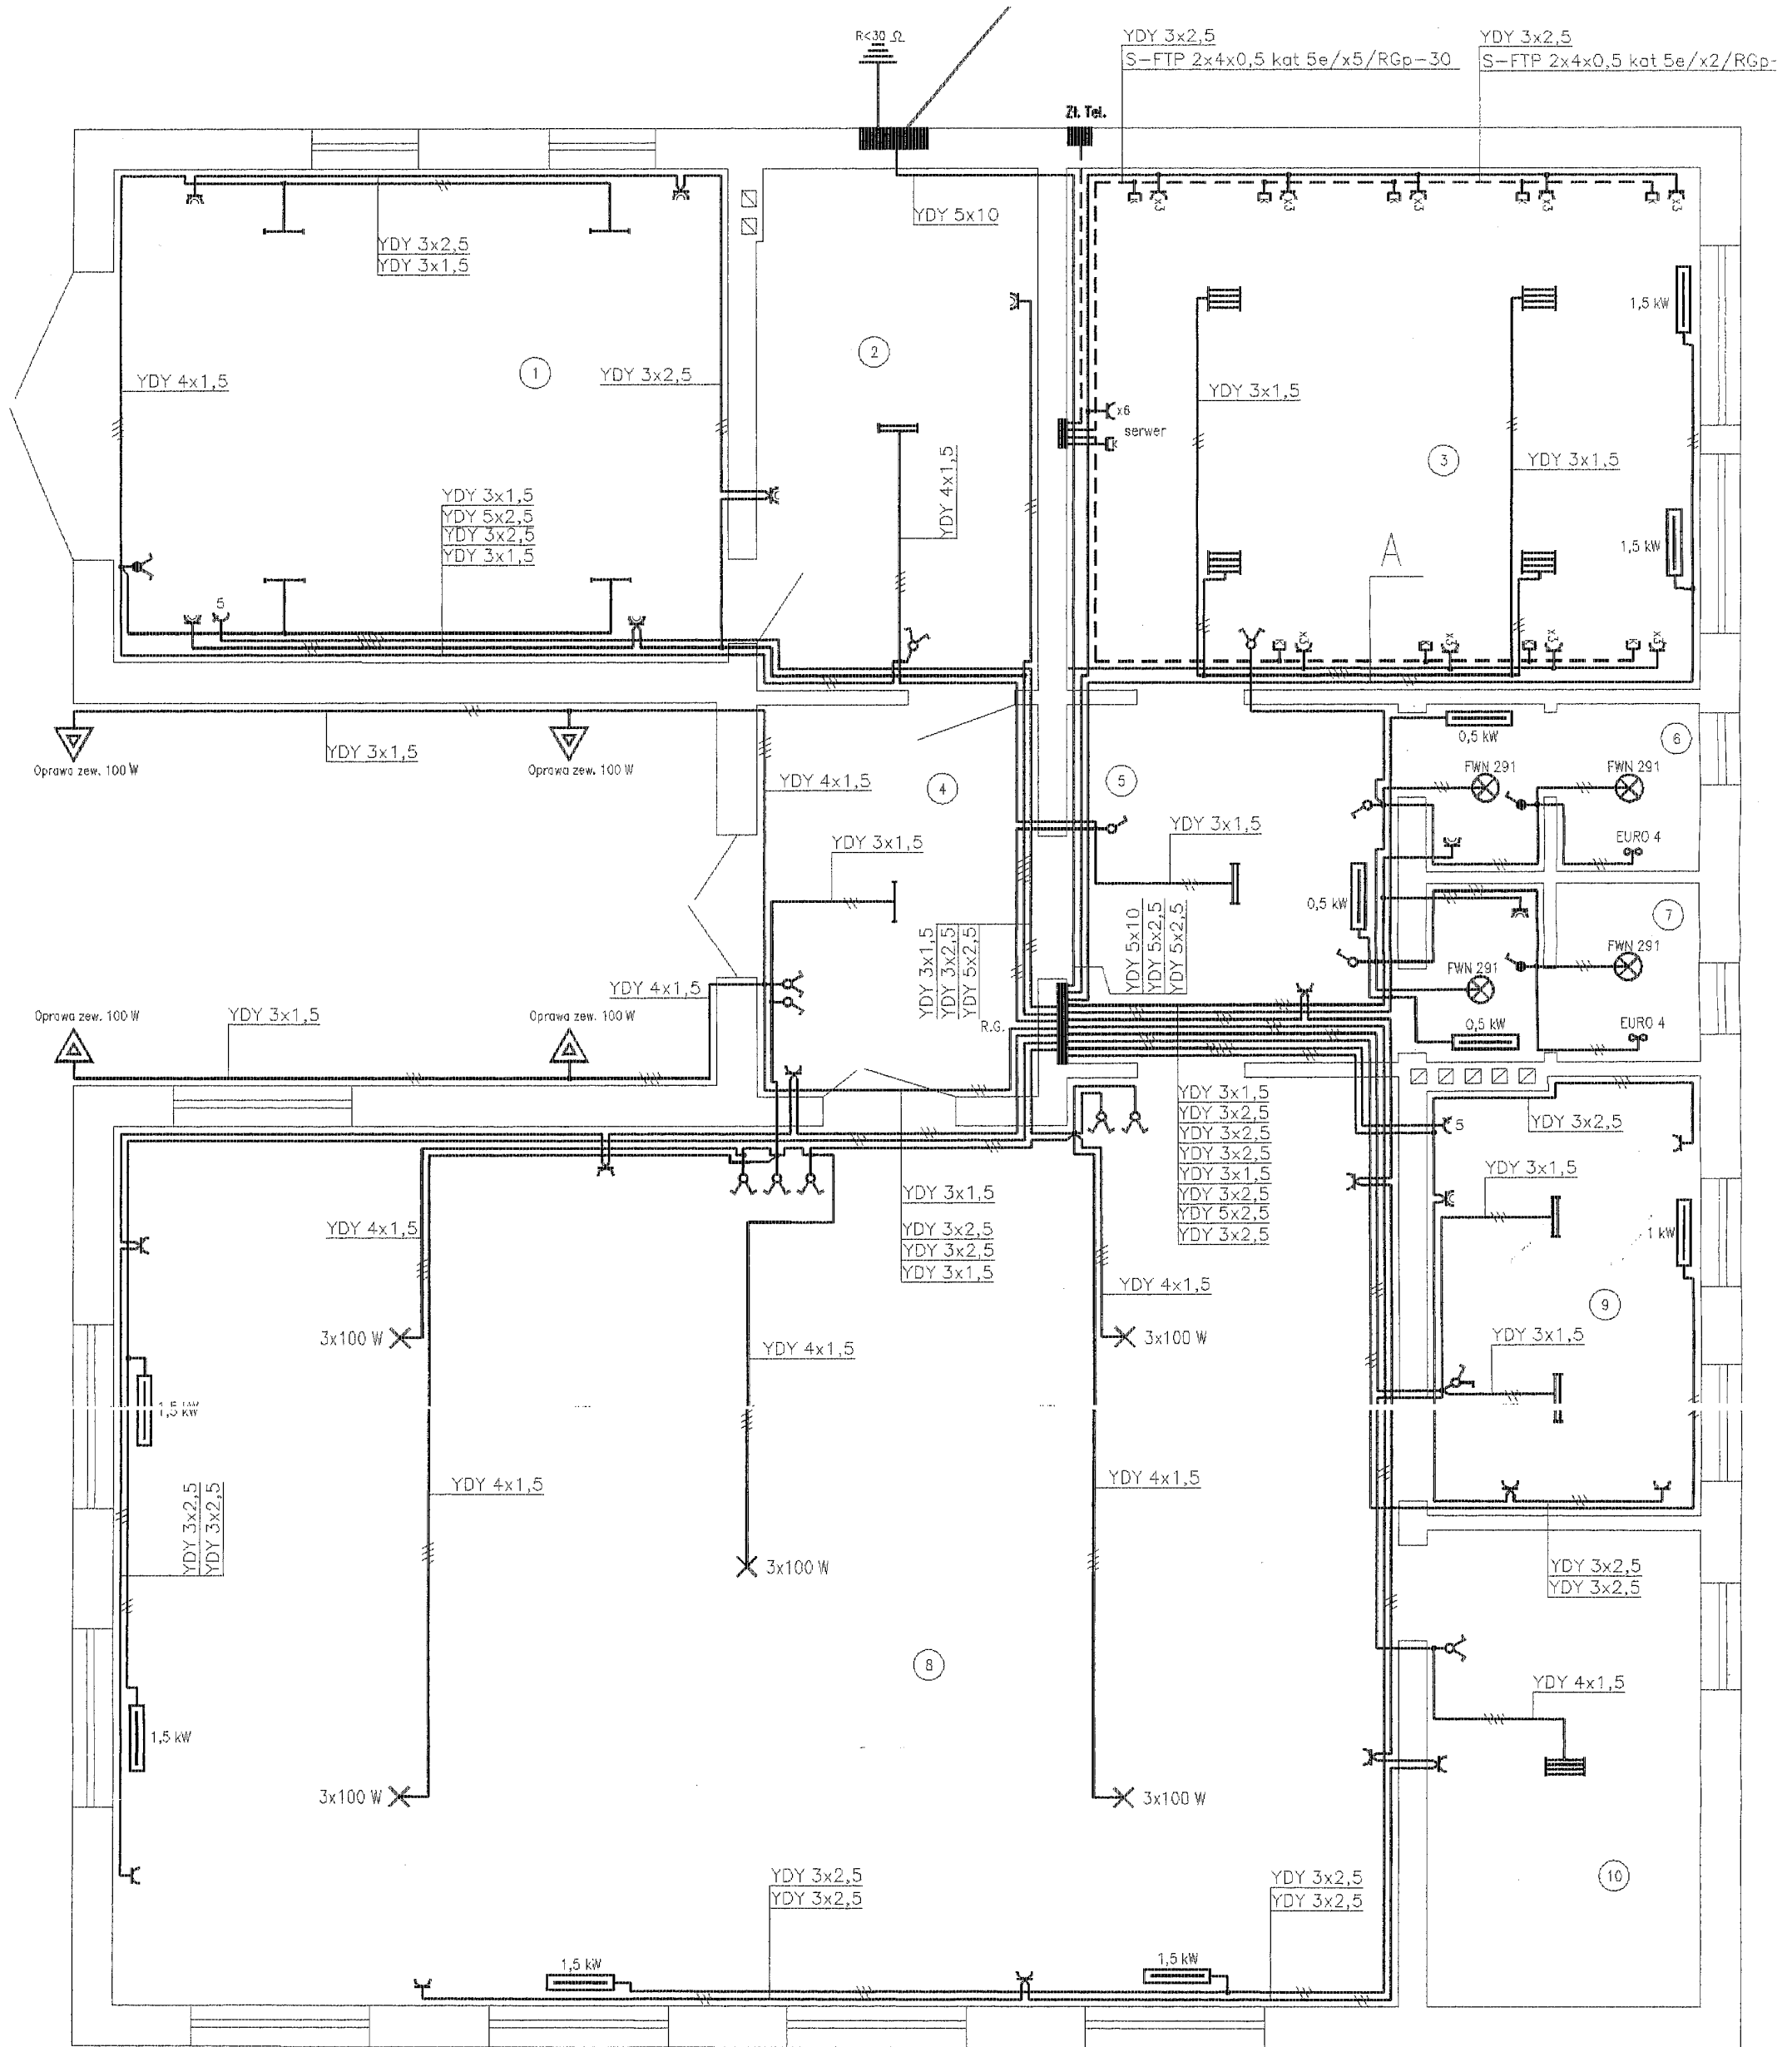 R<30 Ω
YDY 3x2,5
S-FTP 2x4x0,5 kat 5e/x5/RGp-30
YDY 3x2,5
S-FTP 2x4x0,5 kat 5e/x2/RGp-
Zł. Tel.
YDY 5x10
YDY 3x2,5
YDY 3x1,5
K
x3
K
x3
K
x3
K
x3
K
x3
1,5 kW
1
2
3
YDY 4x1,5
YDY 3x2,5
YDY 3x1,5
x6
serwer
K
YDY 3x1,5
YDY 4x1,5
YDY 3x1,5
YDY 5x2,5
YDY 3x2,5
YDY 3x1,5
A
1,5 kW
5
K
x3
K
x3
K
x3
K
x3
YDY 3x1,5
Oprawa zew. 100 W
Oprawa zew. 100 W
YDY 4x1,5
4
5
6
0,5 kW
FWN 291
FWN 291
YDY 3x1,5
YDY 3x1,5
EURO 4
0,5 kW
7
YDY 3x1,5
YDY 3x2,5
YDY 5x2,5
YDY 5x10
YDY 5x2,5
YDY 5x2,5
FWN 291
FWN 291
YDY 4x1,5
Oprawa zew. 100 W
YDY 3x1,5
Oprawa zew. 100 W
R.G.
0,5 kW
EURO 4
YDY 3x1,5
YDY 3x2,5
YDY 3x2,5
YDY 3x2,5
YDY 3x1,5
YDY 3x2,5
YDY 5x2,5
YDY 3x2,5
5
YDY 3x2,5
YDY 3x1,5
YDY 3x1,5
YDY 3x2,5
YDY 3x2,5
YDY 3x1,5
YDY 4x1,5
1 kW
YDY 4x1,5
9
3x100 W
YDY 4x1,5
3x100 W
YDY 3x1,5
1,5 kW
YDY 4x1,5
YDY 4x1,5
YDY 3x2,5
YDY 3x2,5
3x100 W
YDY 3x2,5
YDY 3x2,5
8
YDY 4x1,5
1,5 kW
3x100 W
3x100 W
YDY 3x2,5
YDY 3x2,5
YDY 3x2,5
YDY 3x2,5
10
1,5 kW
1,5 kW